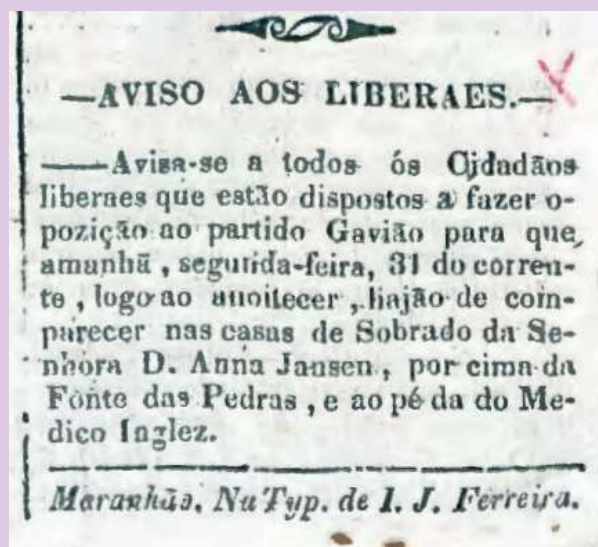 —AVISO AOS LIBERAES.—
——Avisa-se a todos ós Cidadãos
liberaes que estão dispostos a fazer o-
pozição ao partido Gavião para que,
amanhã, segunda-feira, 31 do corren-
te, logo ao anoitecer, hajão de com-
parecer nas casas de Sobrado da Se-
nhora D. Anna Jansen, por cima da
Fonte das Pedras, e ao pé da do Me-
dico Inglez.
Maranhão. Na Typ. de I. J. Ferreira.